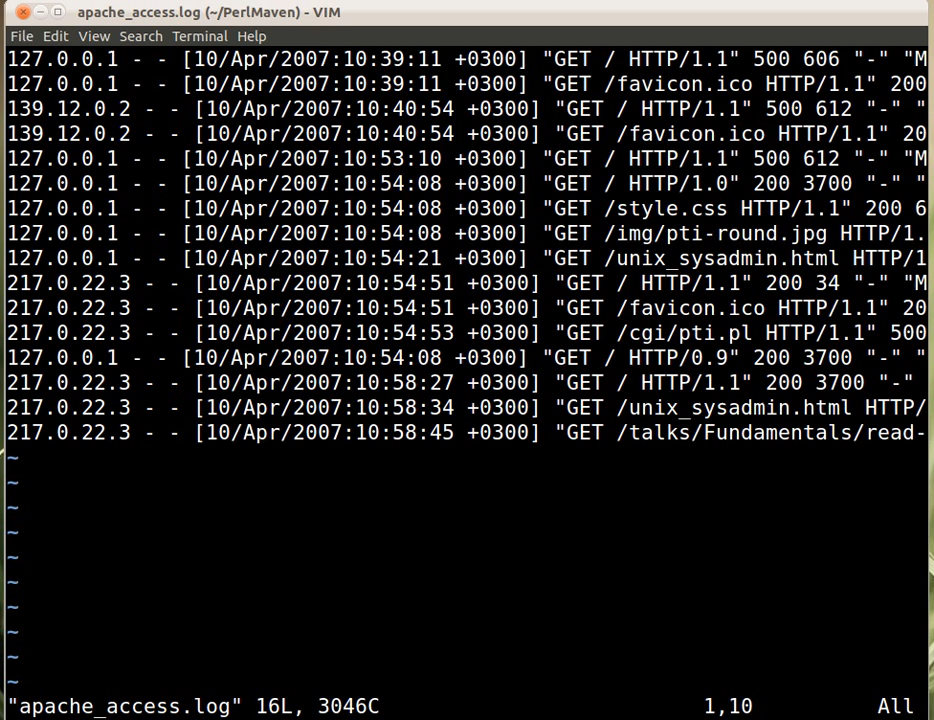 apache_access.log (~/PerlMaven) - VIM
File Edit View Search Terminal Help
127.0.0.1 - - [10/Apr/2007:10:39:11 +0300] "GET / HTTP/1.1" 500 606 "-" "M
127.0.0.1 - - [10/Apr/2007:10:39:11 +0300] "GET /favicon.ico HTTP/1.1" 200
139.12.0.2 - - [10/Apr/2007:10:40:54 +0300] "GET / HTTP/1.1" 500 612 "-" "
139.12.0.2 - - [10/Apr/2007:10:40:54 +0300] "GET /favicon.ico HTTP/1.1" 20
127.0.0.1 - - [10/Apr/2007:10:53:10 +0300] "GET / HTTP/1.1" 500 612 "-" "M
127.0.0.1 - - [10/Apr/2007:10:54:08 +0300] "GET / HTTP/1.0" 200 3700 "-" "
127.0.0.1 - - [10/Apr/2007:10:54:08 +0300] "GET /style.css HTTP/1.1" 200 6
127.0.0.1 - - [10/Apr/2007:10:54:08 +0300] "GET /img/pti-round.jpg HTTP/1.
127.0.0.1 - - [10/Apr/2007:10:54:21 +0300] "GET /unix_sysadmin.html HTTP/1
217.0.22.3 - - [10/Apr/2007:10:54:51 +0300] "GET / HTTP/1.1" 200 34 "-" "M
217.0.22.3 - - [10/Apr/2007:10:54:51 +0300] "GET /favicon.ico HTTP/1.1" 20
217.0.22.3 - - [10/Apr/2007:10:54:53 +0300] "GET /cgi/pti.pl HTTP/1.1" 500
127.0.0.1 - - [10/Apr/2007:10:54:08 +0300] "GET / HTTP/0.9" 200 3700 "-" "
217.0.22.3 - - [10/Apr/2007:10:58:27 +0300] "GET / HTTP/1.1" 200 3700 "-"
217.0.22.3 - - [10/Apr/2007:10:58:34 +0300] "GET /unix_sysadmin.html HTTP/
217.0.22.3 - - [10/Apr/2007:10:58:45 +0300] "GET /talks/Fundamentals/read-
~
~
~
~
~
~
~
~
~
~
"apache_access.log" 16L, 3046C 1,10 All